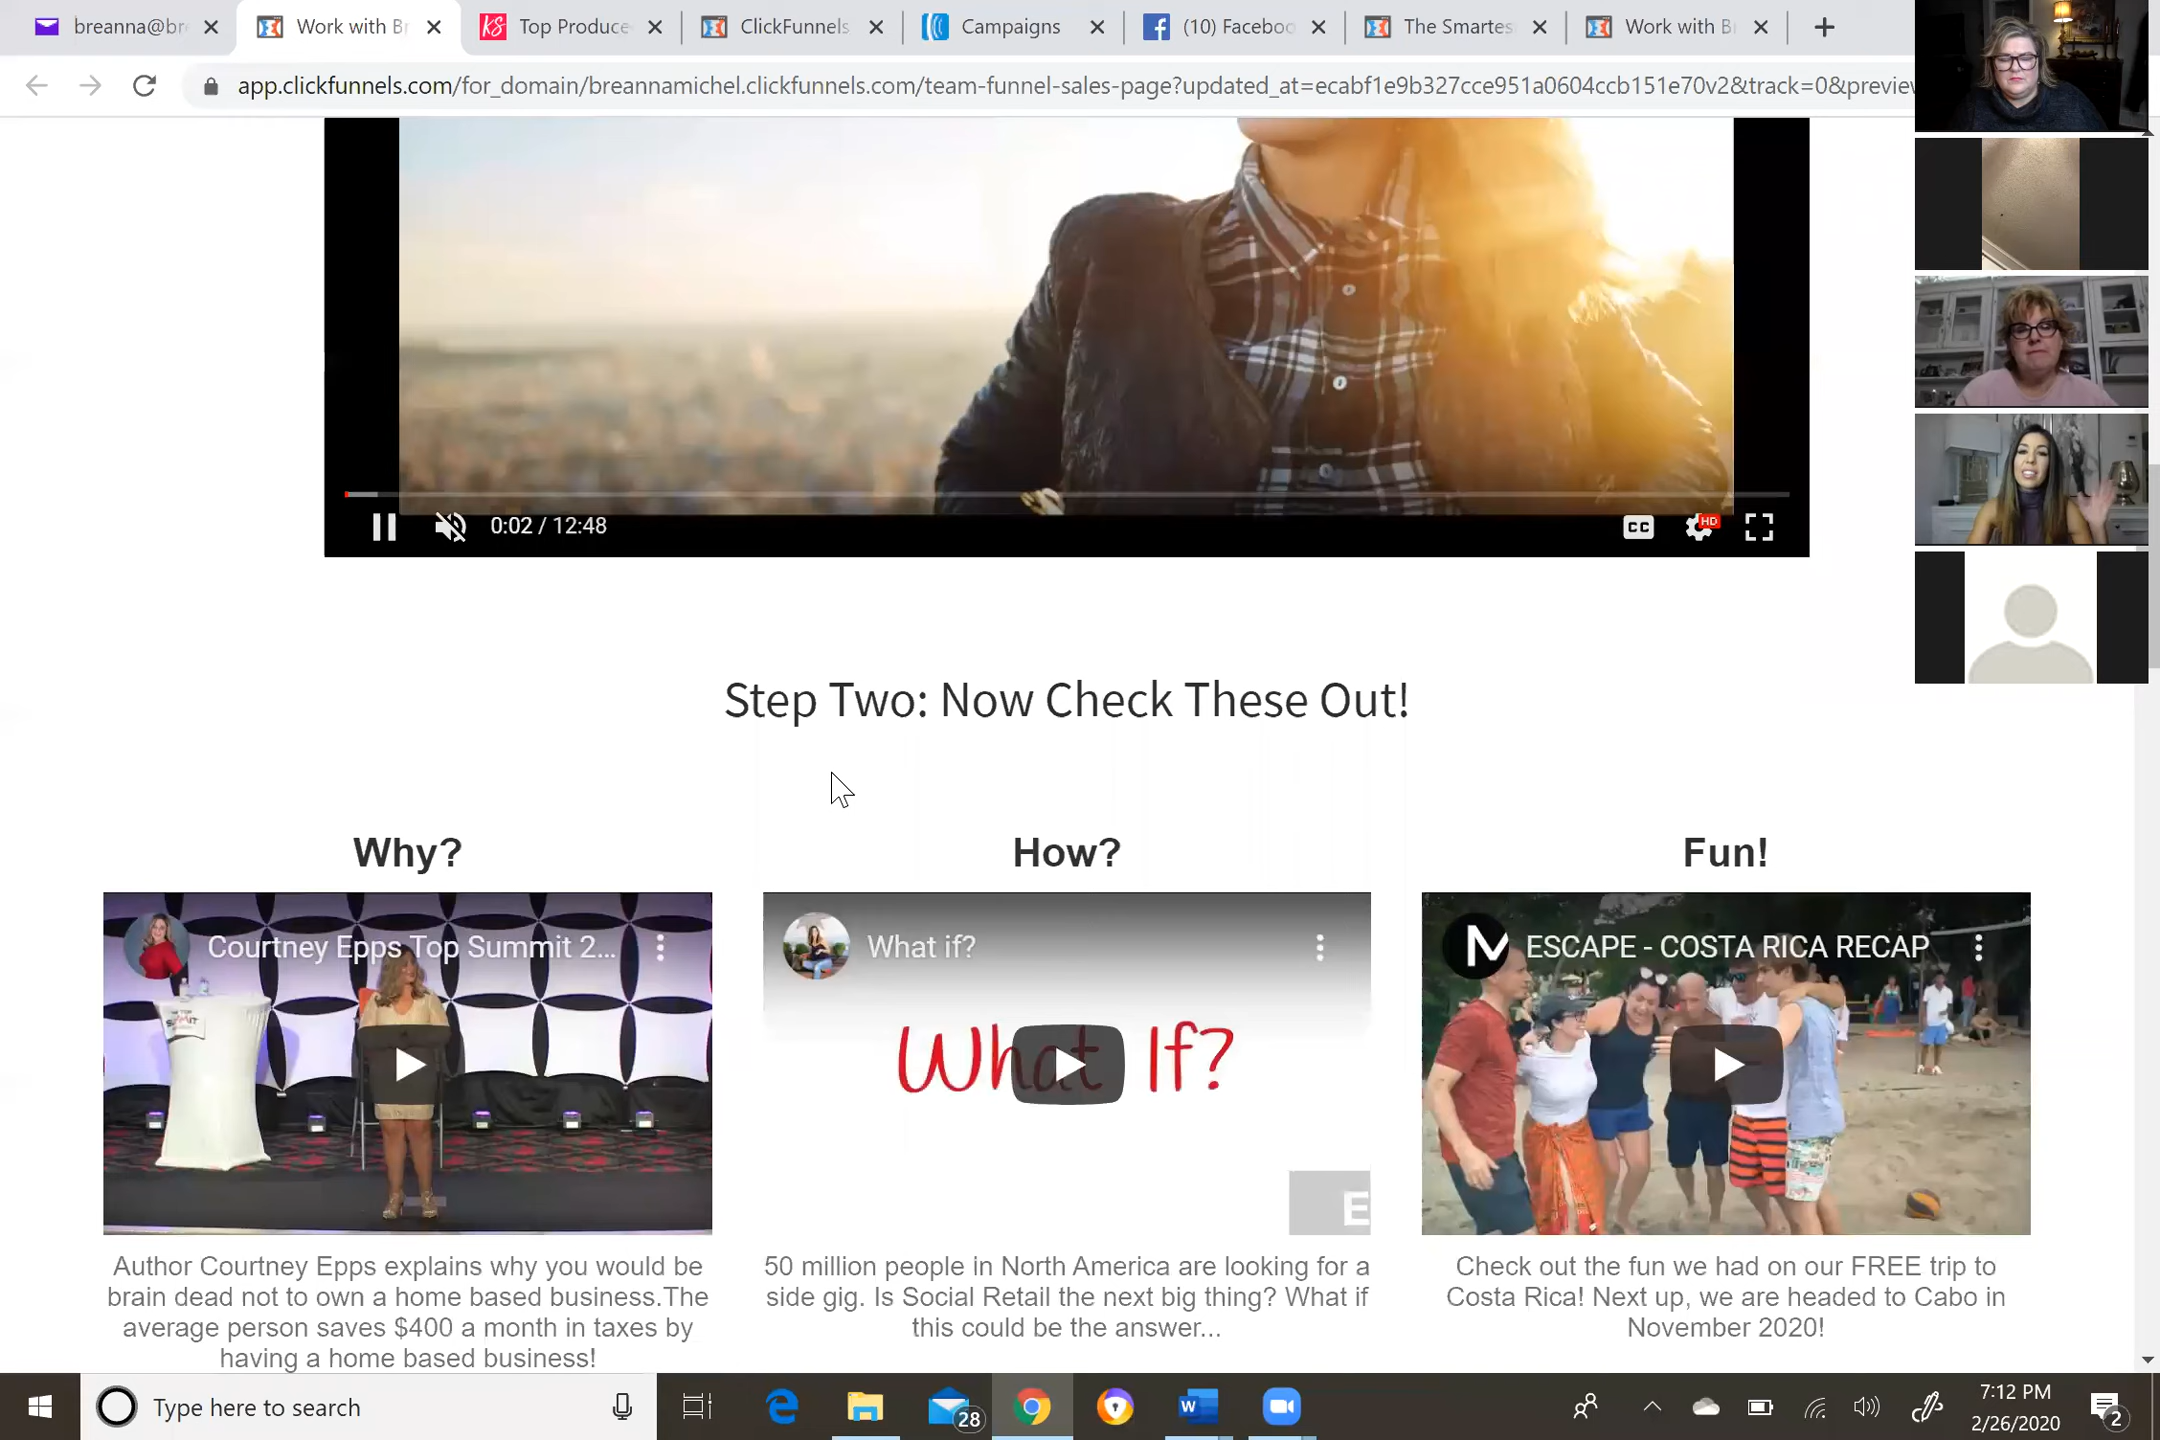 breanna@br
Work with B
KS
Top Produce
ClickFunnels
Campaigns
(10) Faceboo
The Smartes
Work with B
app.clickfunnels.com/for_domain/breannamichel.clickfunnels.com/team-funnel-sales-page?updated_at=ecabf1e9b327cce951a0604ccb151e70v2&track=0&preview
0:02 / 12:48
CC
HD
Step Two: Now Check These Out!
Why?
How?
Fun!
Courtney Epps Top Summit 2...
What if?
ESCAPE - COSTA RICA RECAP
What If?
E
Author Courtney Epps explains why you would be
brain dead not to own a home based business.The
average person saves $400 a month in taxes by
having a home based business!
50 million people in North America are looking for a
side gig. Is Social Retail the next big thing? What if
this could be the answer...
Check out the fun we had on our FREE trip to
Costa Rica! Next up, we are headed to Cabo in
November 2020!
Type here to search
28
W
7:12 PM
2/26/2020
2